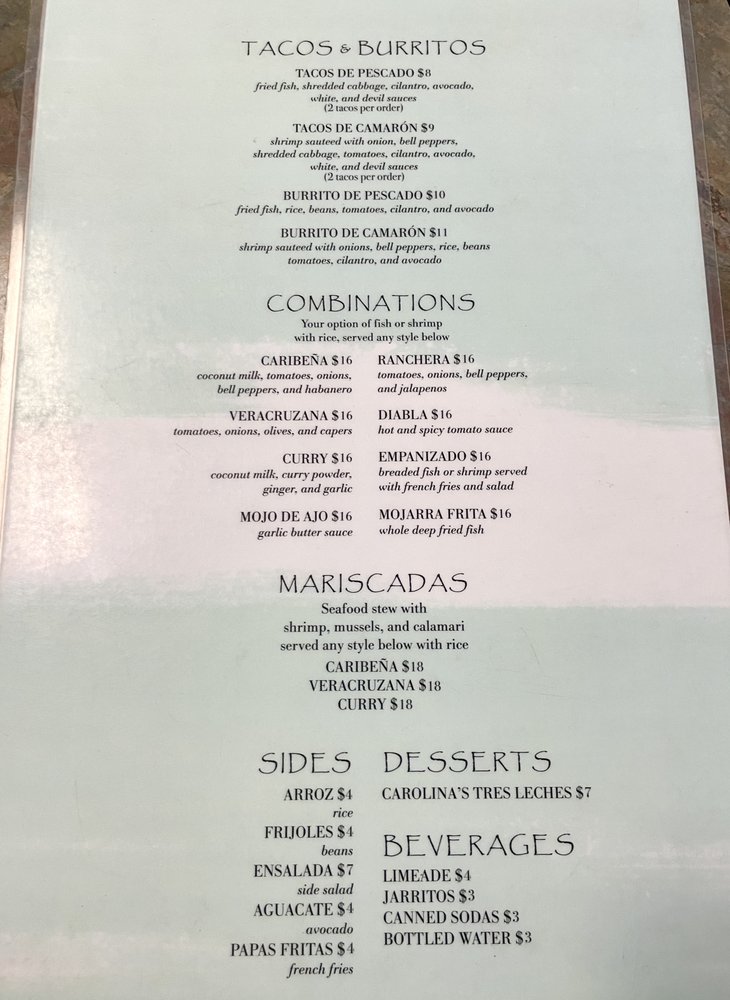 TACOS & BURRITOS
TACOS DE PESCADO $8
fried fish, shredded cabbage, cilantro, avocado,
white, and devil sauces
(2 tacos per order)
TACOS DE CAMARÓN $9
shrimp sauteed with onion, bell peppers,
shredded cabbage, tomatoes, cilantro, avocado,
white, and devil sauces
(2 tacos per order)
BURRITO DE PESCADO $10
fried fish, rice, beans, tomatoes, cilantro, and avocado
BURRITO DE CAMARÓN $11
shrimp sauteed with onions, bell peppers, rice, beans
tomatoes, cilantro, and avocado
COMBINATIONS
Your option of fish or shrimp
with rice, served any style below
CARIBEÑA $16
coconut milk, tomatoes, onions,
bell peppers, and habanero
VERACRUZANA $16
tomatoes, onions, olives, and capers
CURRY $16
coconut milk, curry powder,
ginger, and garlic
MOJO DE AJO $16
garlic butter sauce
RANCHERA $16
tomatoes, onions, bell peppers,
and jalapenos
DIABLA $16
hot and spicy tomato sauce
EMPANIZADO $16
breaded fish or shrimp served
with french fries and salad
MOJARRA FRITA $16
whole deep fried fish
MARISCADAS
Seafood stew with
shrimp, mussels, and calamari
served any style below with rice
CARIBEÑA $18
VERACRUZANA $18
CURRY $18
SIDES
ARROZ $4
rice
FRIJOLES $4
beans
ENSALADA $7
side salad
AGUACATE $4
avocado
PAPAS FRITAS $4
french fries
DESSERTS
CAROLINA'S TRES LECHES $7
BEVERAGES
LIMEADE $4
JARRITOS $3
CANNED SODAS $3
BOTTLED WATER $3